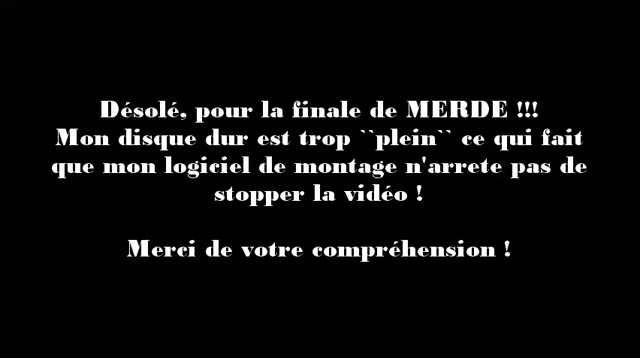 Désolé, pour la finale de MERDE !!!
Mon disque dur est trop ``plein`` ce qui fait
que mon logiciel de montage n'arrete pas de
stopper la vidéo !
Merci de votre compréhension !